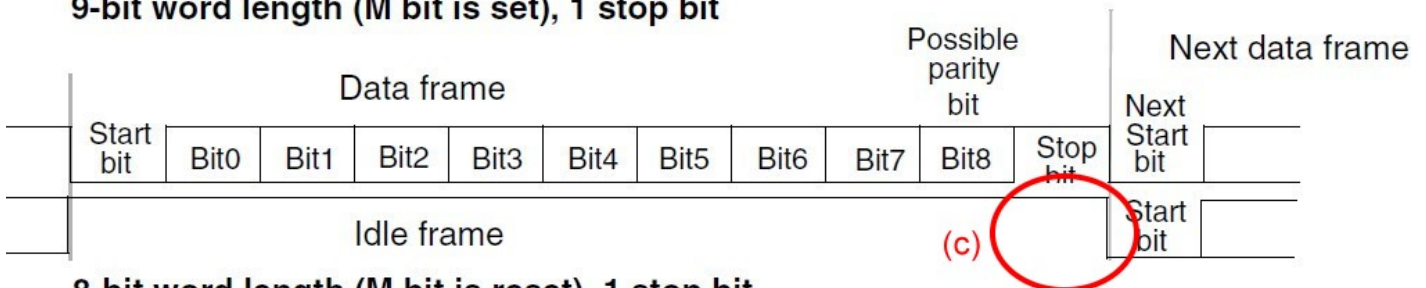 9-bit word length (M bit is set), 1 stop bit
Possible
parity
bit
Next data frame
Data frame
Next
Start
bit
Start
bit
Bit0
Bit1
Bit2
Bit3
Bit4
Bit5
Bit6
Bit7
Bit8
Stop
bit
Idle frame
(c)
Start
bit
8-bit word length (M bit is reset), 1 stop bit